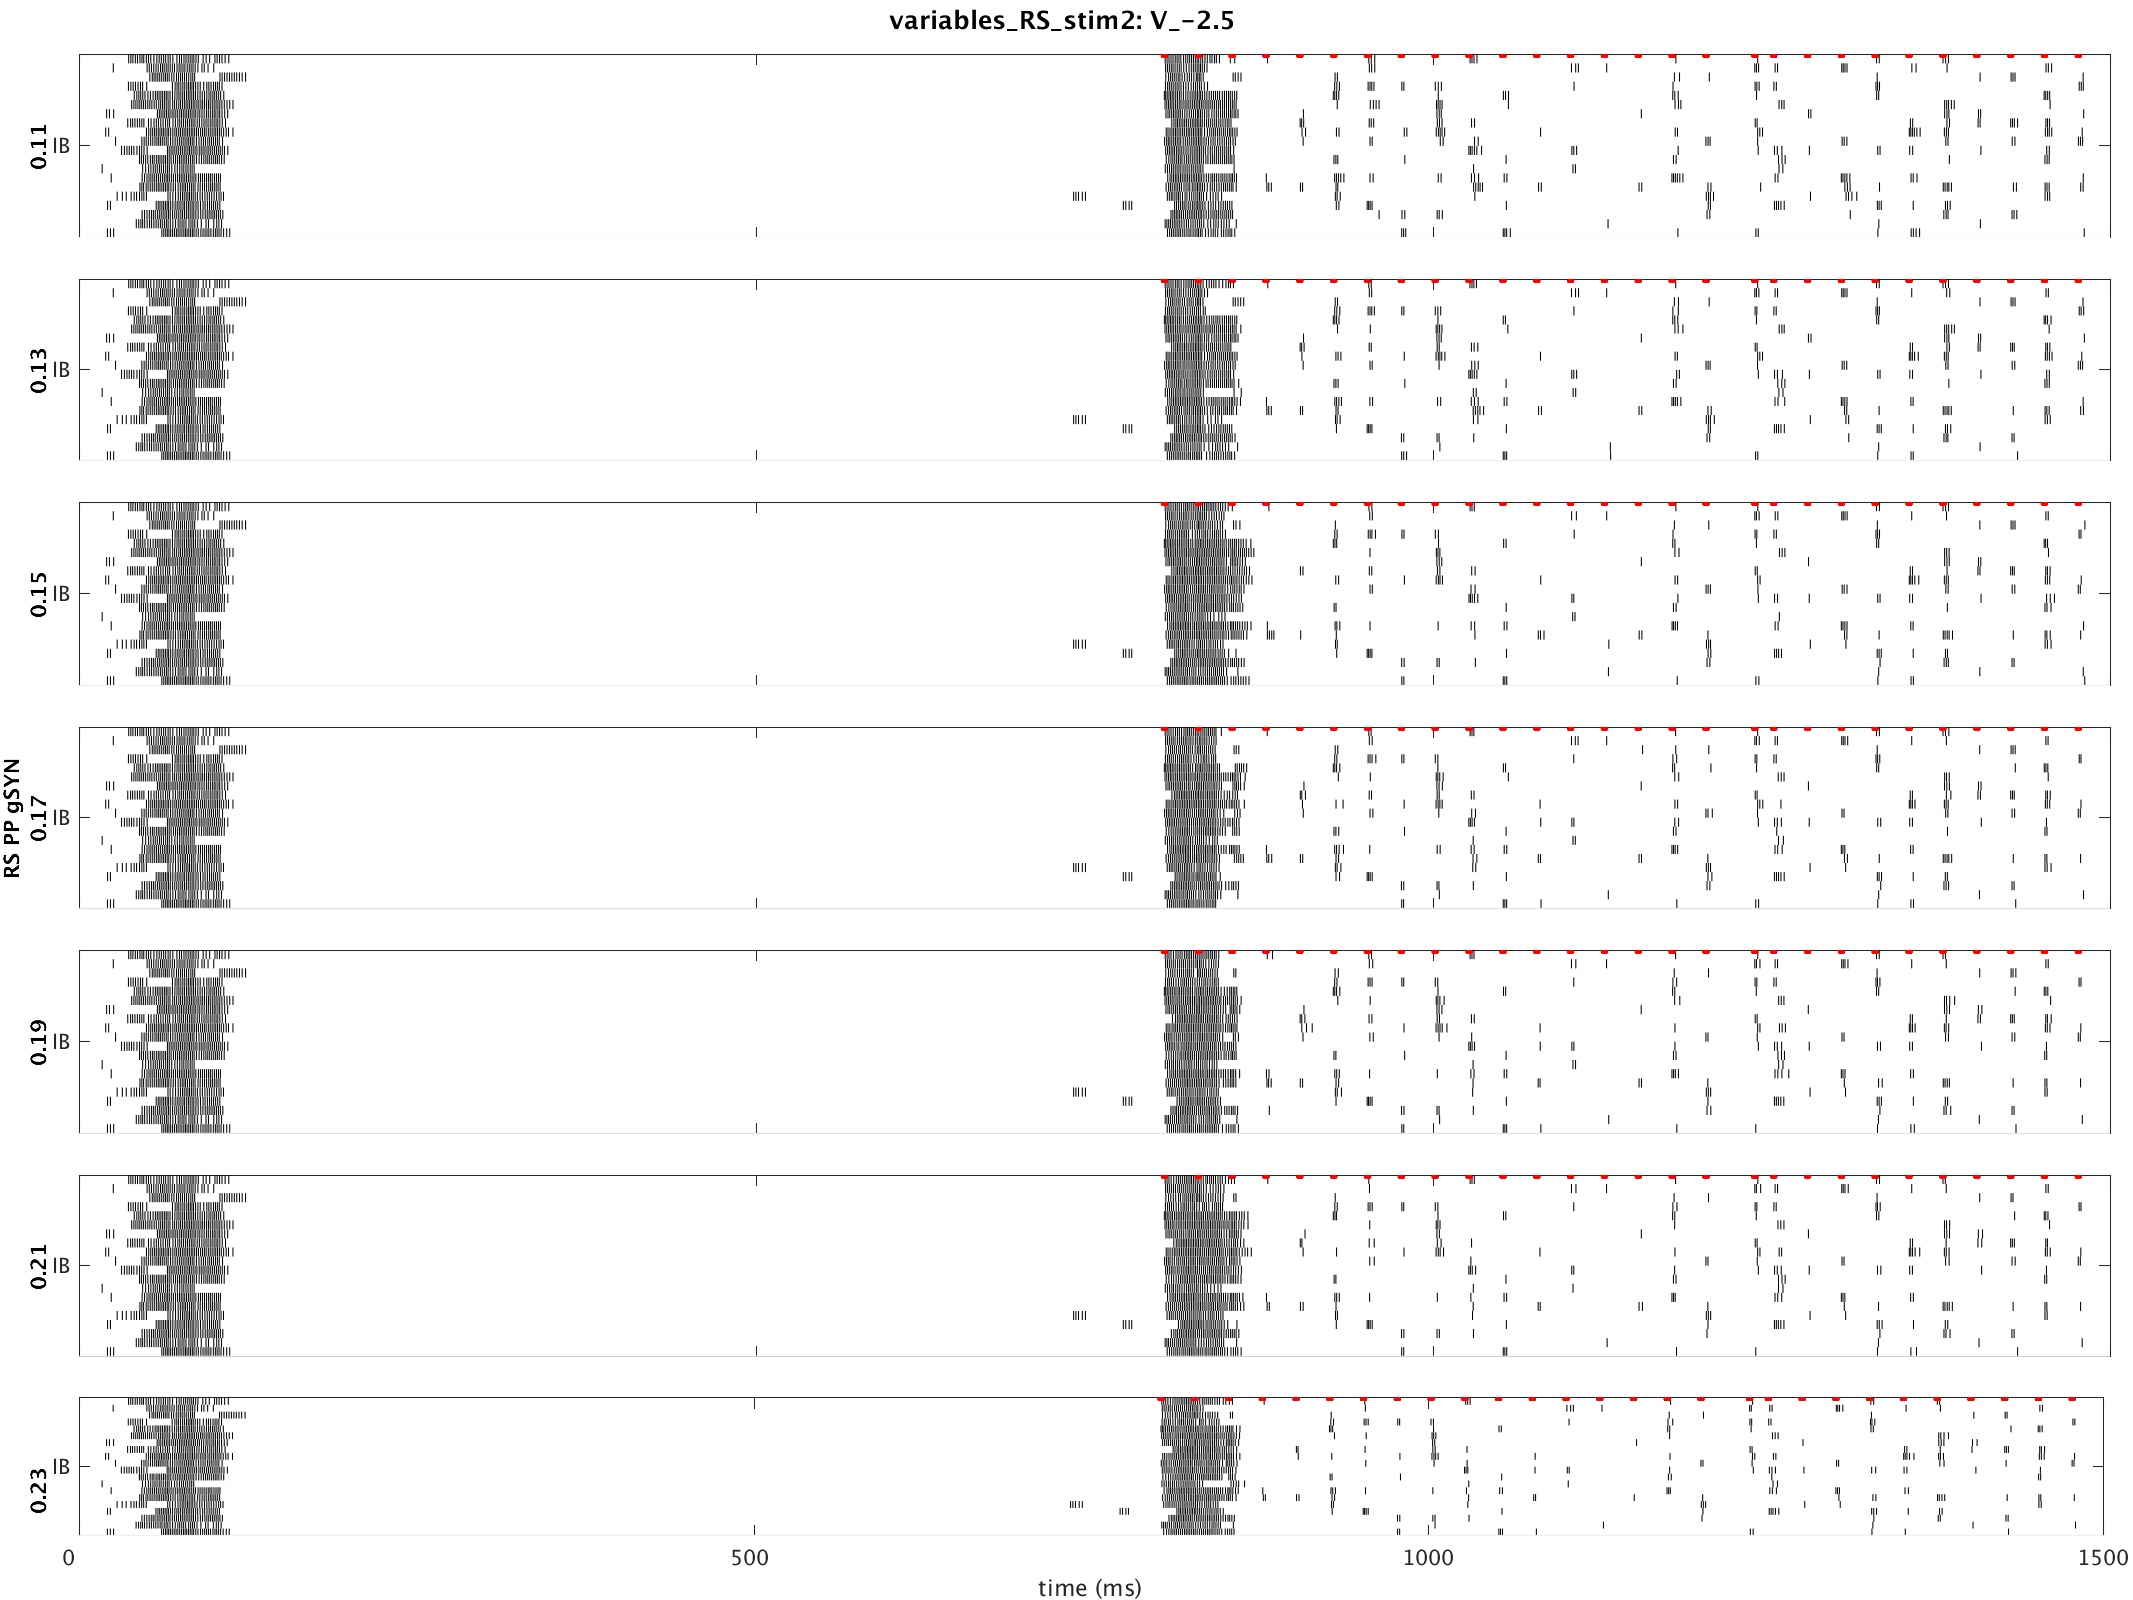 variables_RS_stim2: V_-2.5
RS PP gSYN
0.11
IB
0.13
IB
0.15
IB
0.17
IB
0.19
IB
0.21
IB
0.23
IB
0 500 1000 1500
time (ms)